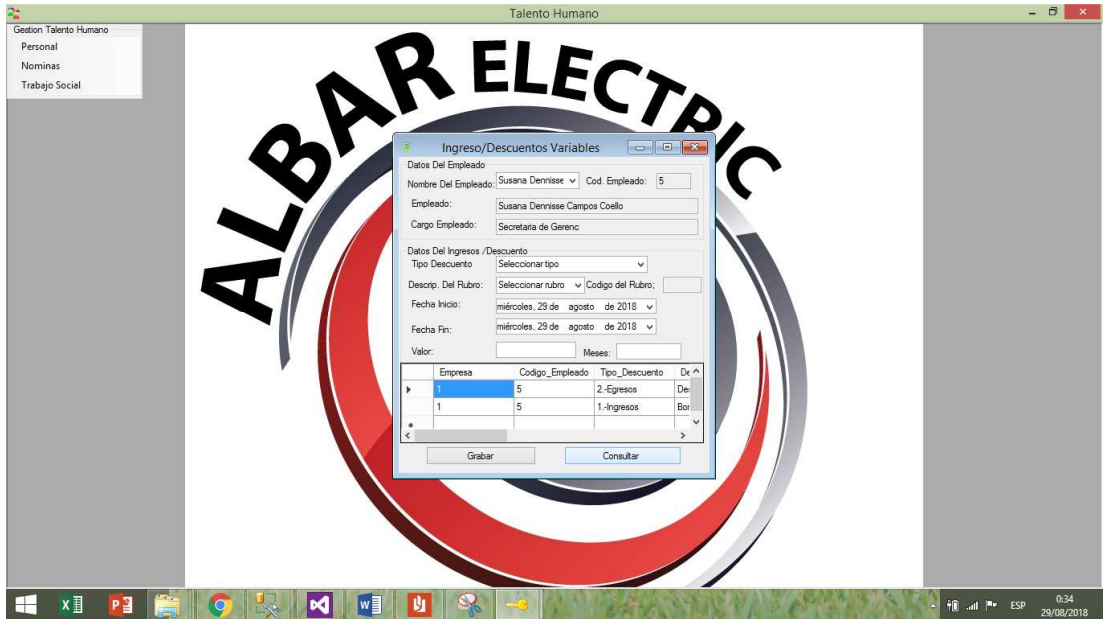 Talento Humano
Gestion Talento Humano
Personal
Nominas
Trabajo Social
ALBAR ELECTRIC
Ingreso/Descuentos Variables
Datos Del Empleado
Nombre Del Empleado: Susana Dennisse Cod. Empleado: 5
Empleado: Susana Dennisse Campos Coello
Cargo Empleado: Secretaria de Gerenc
Datos Del Ingresos /Descuento
Tipo Descuento Seleccionar tipo
Descrip. Del Rubro: Seleccionar rubro Codigo del Rubro;
Fecha Inicio: miércoles, 29 de agosto de 2018
Fecha Fin: miércoles, 29 de agosto de 2018
Valor: Meses:
Empresa Codigo_Empleado Tipo_Descuento De
1 5 2.-Egresos De
1 5 1.-Ingresos Bor
Grabar Consultar
ESP 0:34
29/08/2018